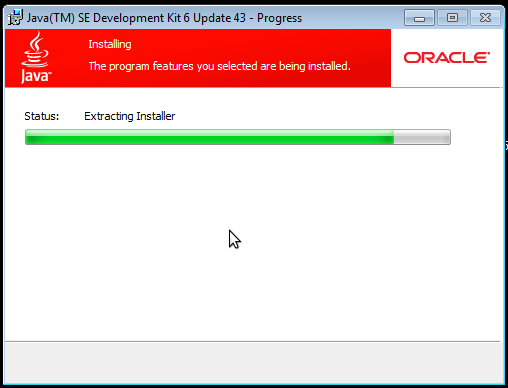 Java(TM) SE Development Kit 6 Update 43 - Progress
Java™
Installing
The program features you selected are being installed.
ORACLE®
Status: Extracting Installer